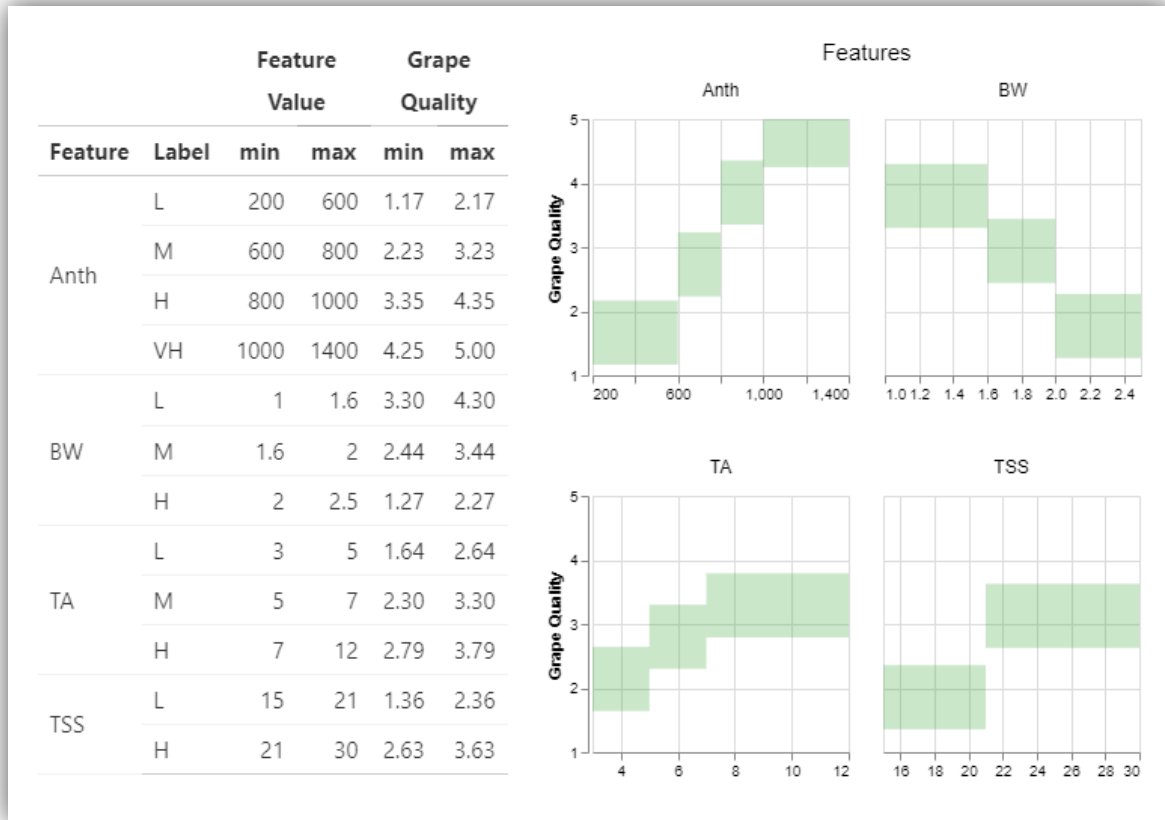 Feature Grape
Value Quality
Feature Label min max min max
Anth
L 200 600 1.17 2.17
M 600 800 2.23 3.23
H 800 1000 3.35 4.35
VH 1000 1400 4.25 5.00
BW
L 1 1.6 3.30 4.30
M 1.6 2 2.44 3.44
H 2 2.5 1.27 2.27
TA
L 3 5 1.64 2.64
M 5 7 2.30 3.30
H 7 12 2.79 3.79
TSS
L 15 21 1.36 2.36
H 21 30 2.63 3.63
Features
Anth
Grape Quality
5
4
3
2
1
200 600 1,000 1,400
BW
1.0 1.2 1.4 1.6 1.8 2.0 2.2 2.4
TA
Grape Quality
5
4
3
2
1
4 6 8 10 12
TSS
16 18 20 22 24 26 28 30